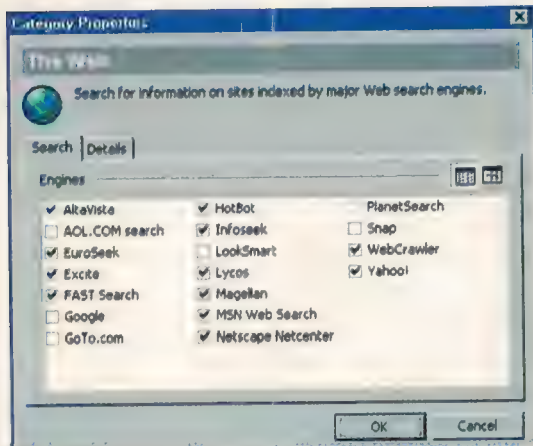 Category Properties
The Web
Search for information on sites indexed by major Web search engines.
Search
Details
Engines
AltaVista
AOL.COM search
EuroSeek
Excite
FAST Search
Google
GoTo.com
HotBot
Infoseek
LookSmart
Lycos
Magellan
MSN Web Search
Netscape Netcenter
PlanetSearch
Snap
WebCrawler
Yahoo!
OK
Cancel